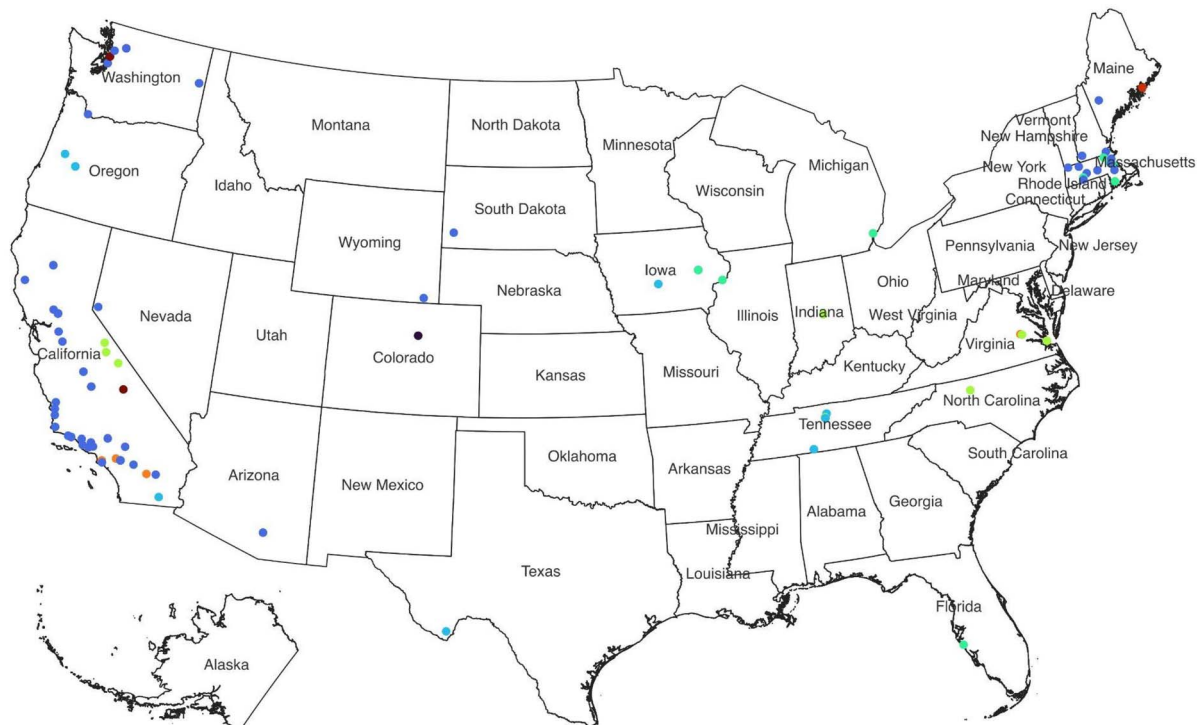 Washington
Maine
Montana
North Dakota
Vermont
Minnesota
New Hampshire
Oregon
Idaho
Michigan
New York
Massachusetts
Wisconsin
Rhode Island
Connecticut
South Dakota
Wyoming
Pennsylvania
New Jersey
Iowa
Ohio
Maryland
Delaware
Nebraska
Nevada
Illinois
Indiana
West Virginia
Utah
Colorado
California
Virginia
Kentucky
Kansas
Missouri
North Carolina
Tennessee
Oklahoma
South Carolina
Arkansas
Arizona
New Mexico
Georgia
Alabama
Mississippi
Texas
Louisiana
Florida
Alaska